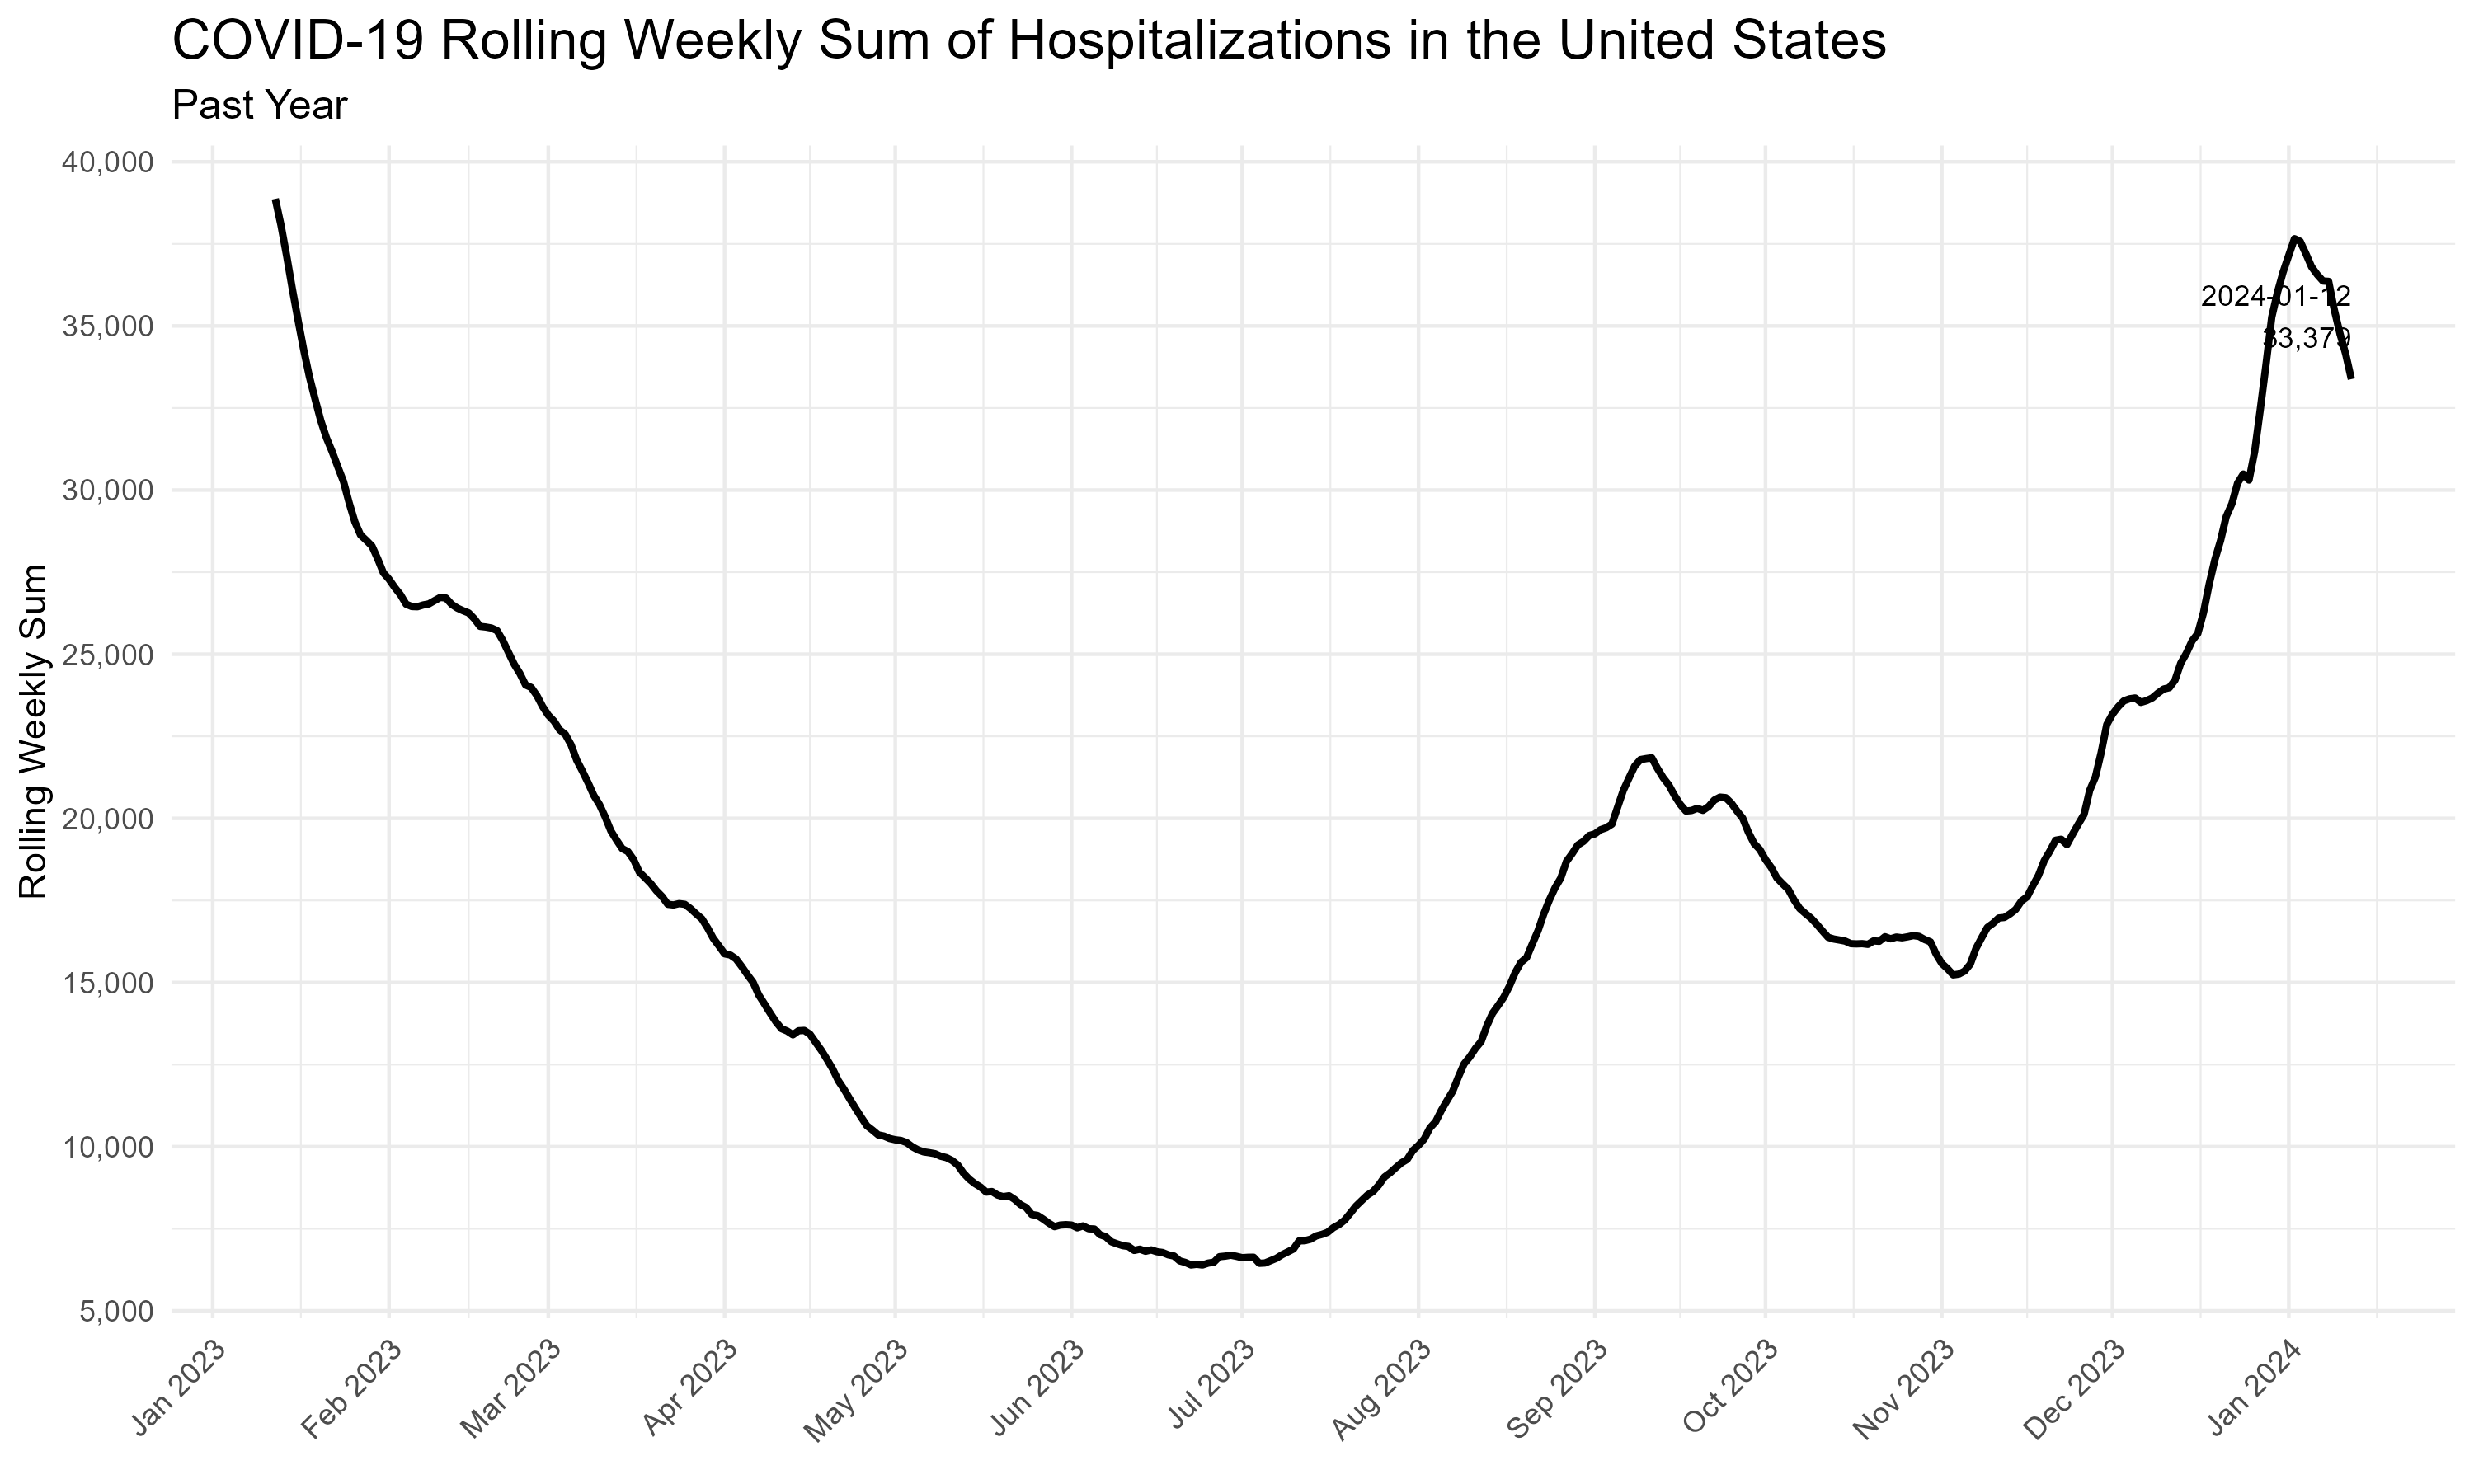 COVID-19 Rolling Weekly Sum of Hospitalizations in the United States
Past Year
Rolling Weekly Sum
40,000
35,000
30,000
25,000
20,000
15,000
10,000
5,000
2024-01-12
33,379
Jan 2023
Feb 2023
Mar 2023
Apr 2023
May 2023
Jun 2023
Jul 2023
Aug 2023
Sep 2023
Oct 2023
Nov 2023
Dec 2023
Jan 2024